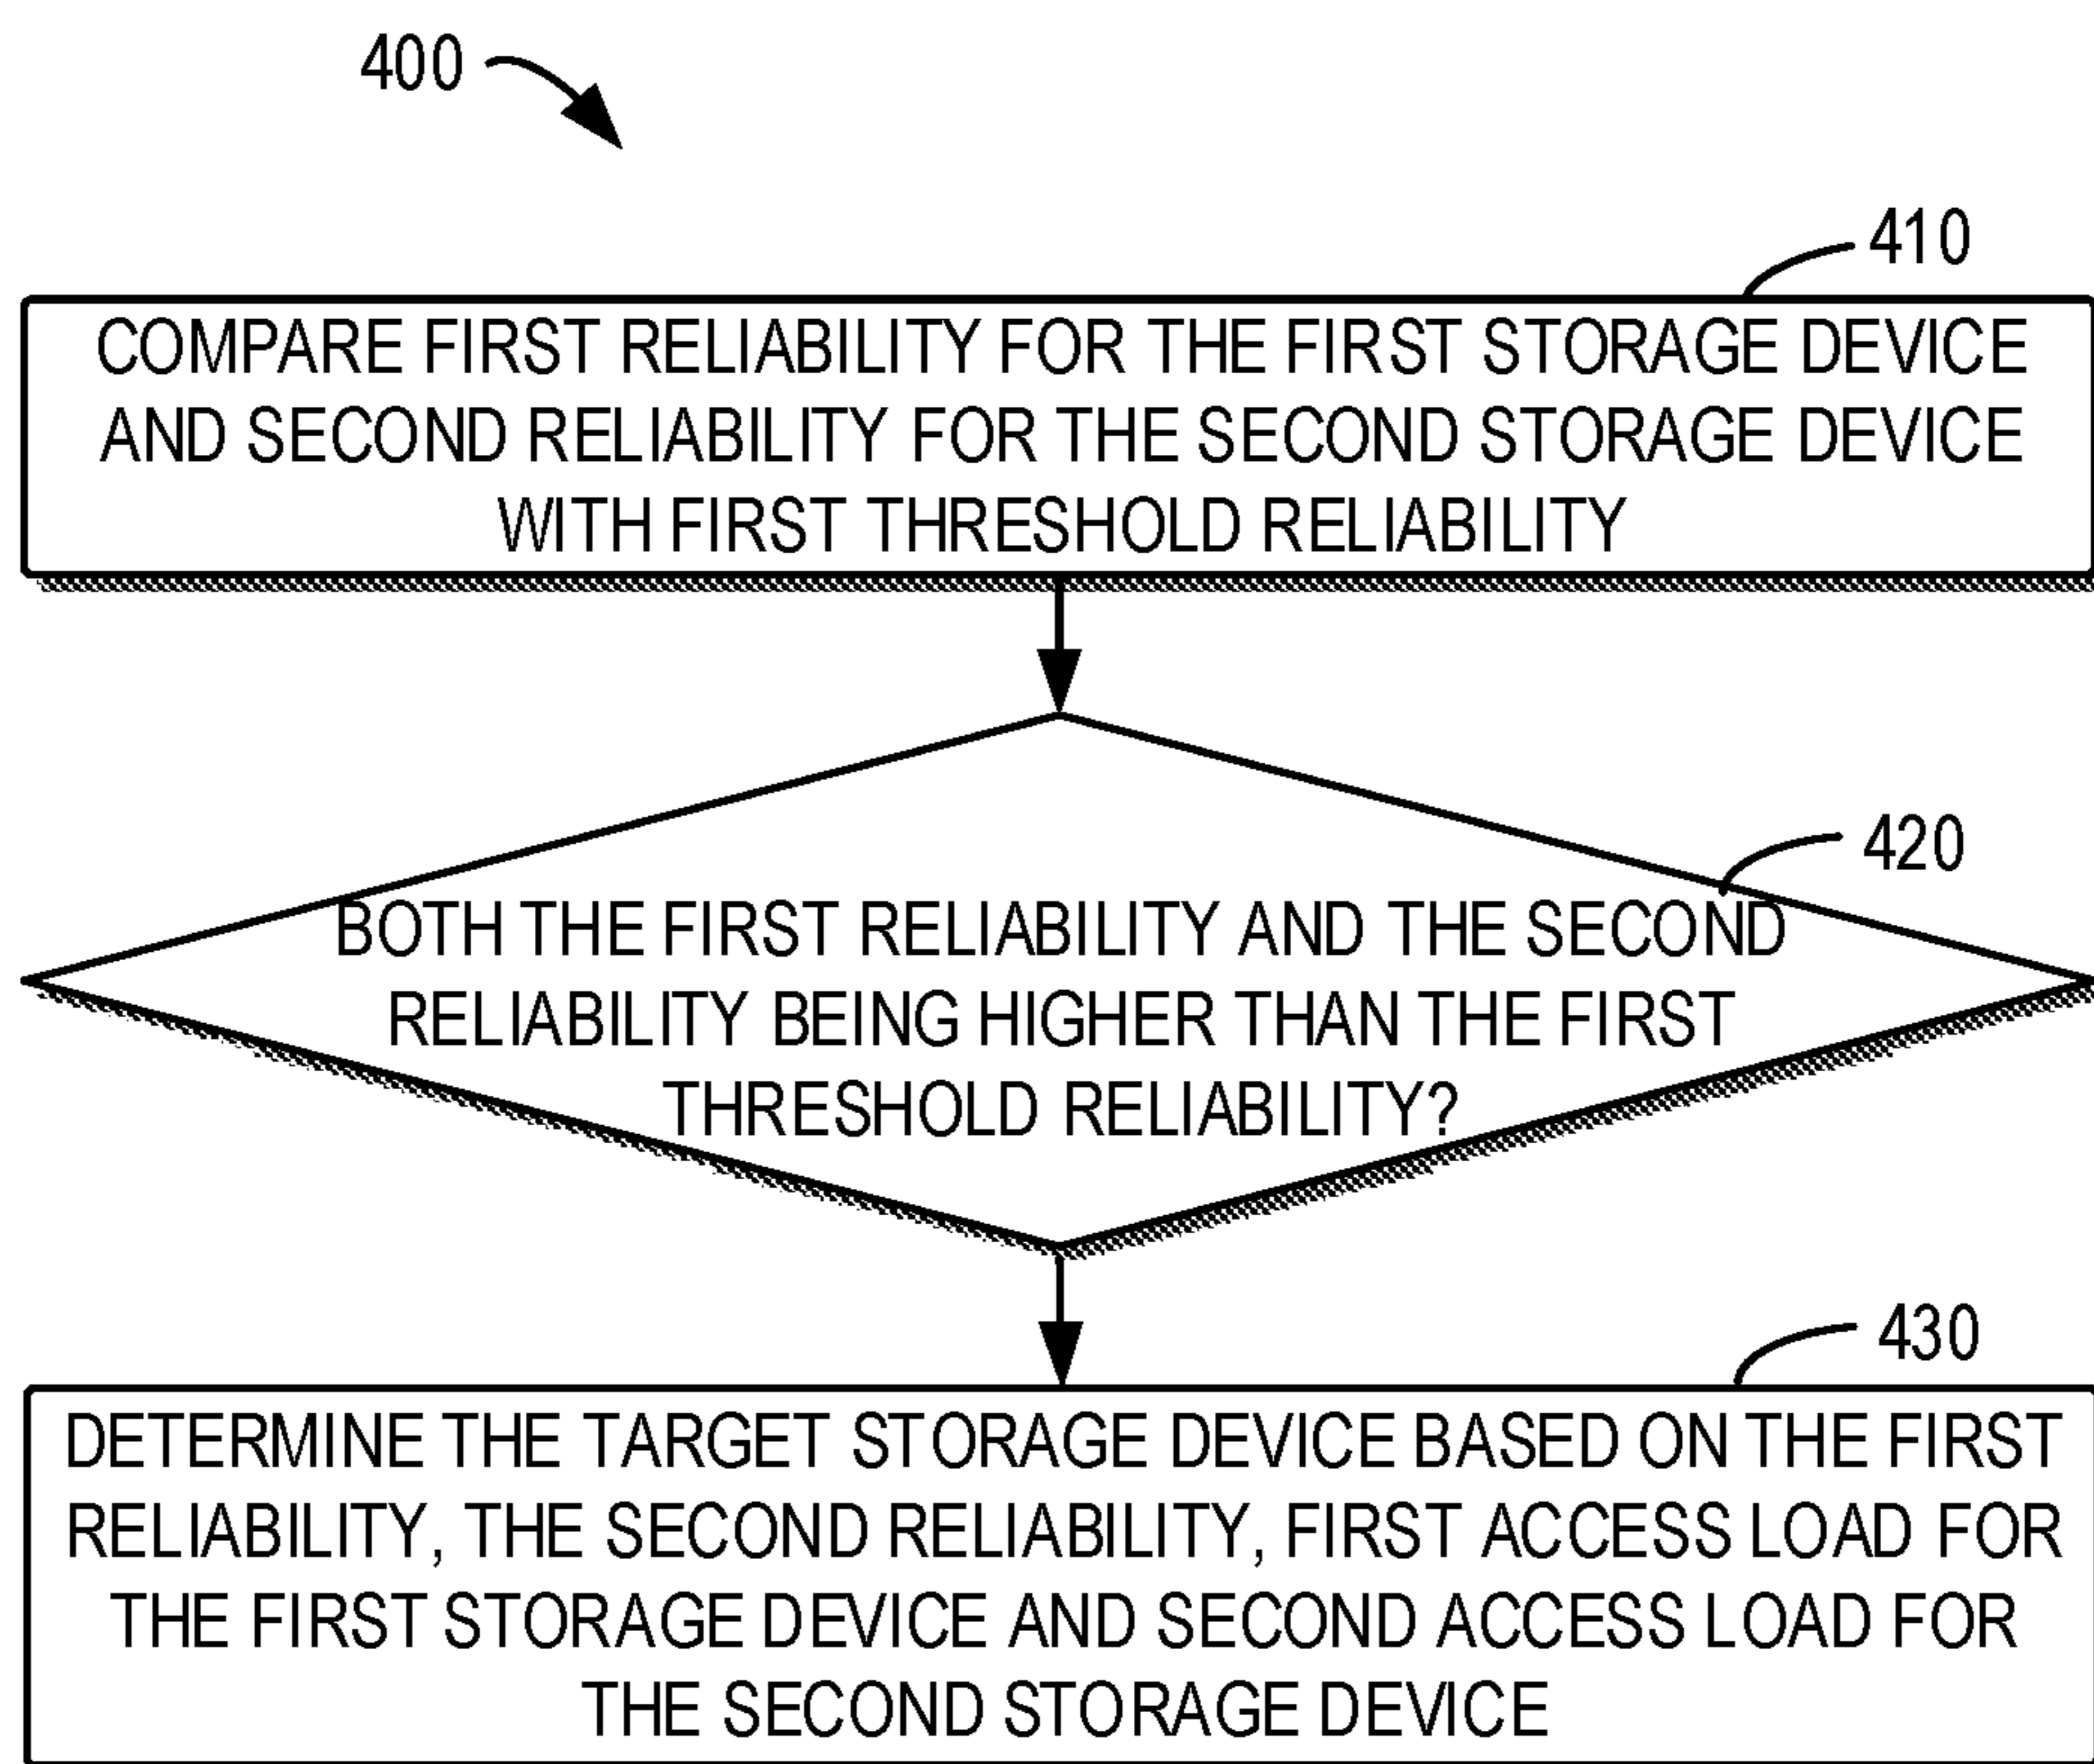 400
410
COMPARE FIRST RELIABILITY FOR THE FIRST STORAGE DEVICE
AND SECOND RELIABILITY FOR THE SECOND STORAGE DEVICE
WITH FIRST THRESHOLD RELIABILITY
420
BOTH THE FIRST RELIABILITY AND THE SECOND
RELIABILITY BEING HIGHER THAN THE FIRST
THRESHOLD RELIABILITY?
430
DETERMINE THE TARGET STORAGE DEVICE BASED ON THE FIRST
RELIABILITY, THE SECOND RELIABILITY, FIRST ACCESS LOAD FOR
THE FIRST STORAGE DEVICE AND SECOND ACCESS LOAD FOR
THE SECOND STORAGE DEVICE